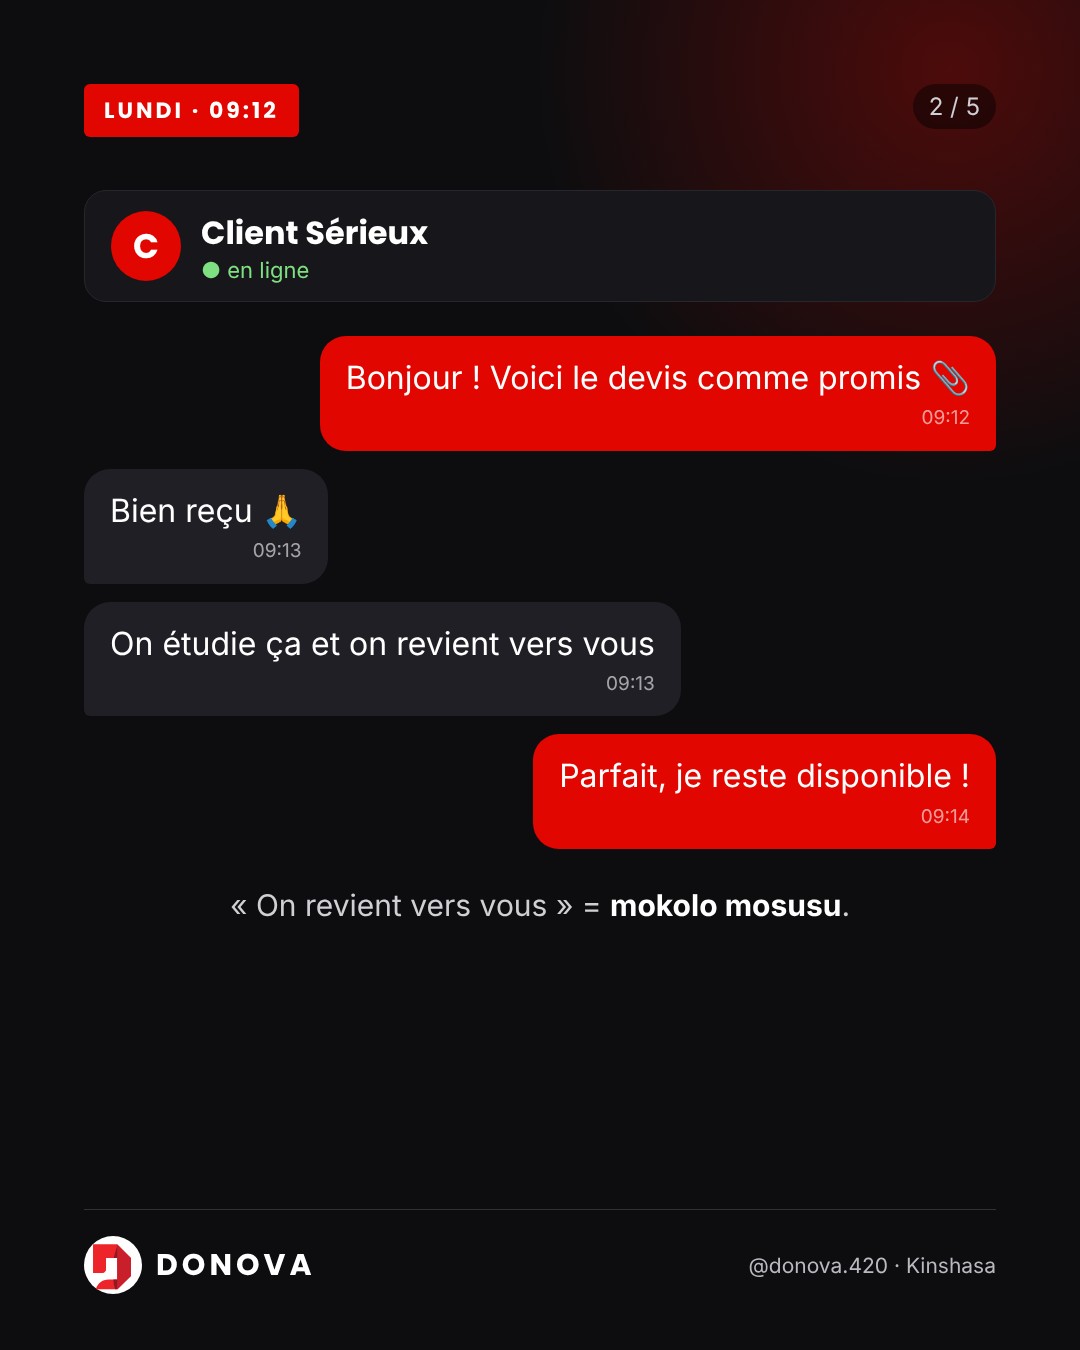 LUNDI · 09:12
2 / 5
C
Client Sérieux
en ligne
Bonjour ! Voici le devis comme promis 📎
09:12
Bien reçu 🙏
09:13
On étudie ça et on revient vers vous
09:13
Parfait, je reste disponible !
09:14
« On revient vers vous » = mokolo mosusu.
DONOVA
@donova.420 · Kinshasa